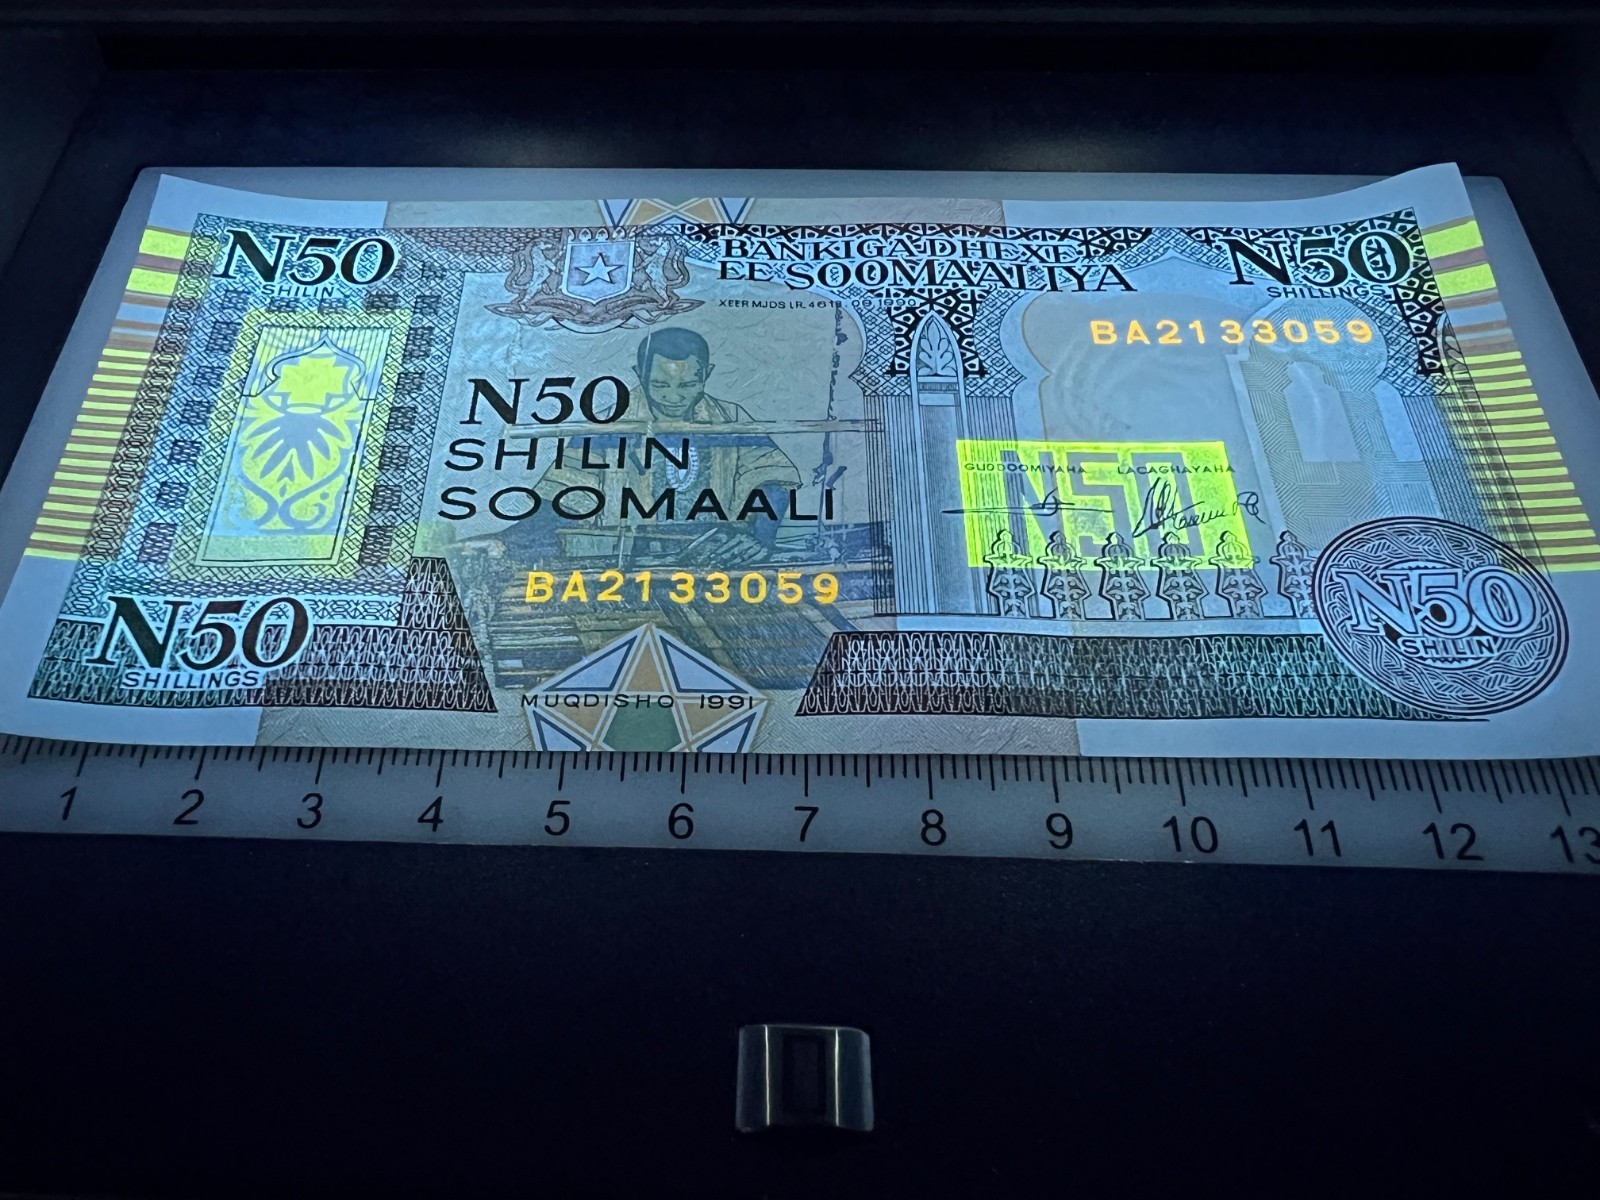 N50
SHILIN
BANKIGA DHEXE
EE SOOMAALIYA
N50
SHILLINGS
BA2133059
N50
SHILIN
SOOMAALI
GUDDOOMIYAHA LACAGHAYAHA
N50
BA2133059
N50
SHILLINGS
N50
SHILIN
MUQDISHO 1991
1 2 3 4 5 6 7 8 9 10 11 12 13